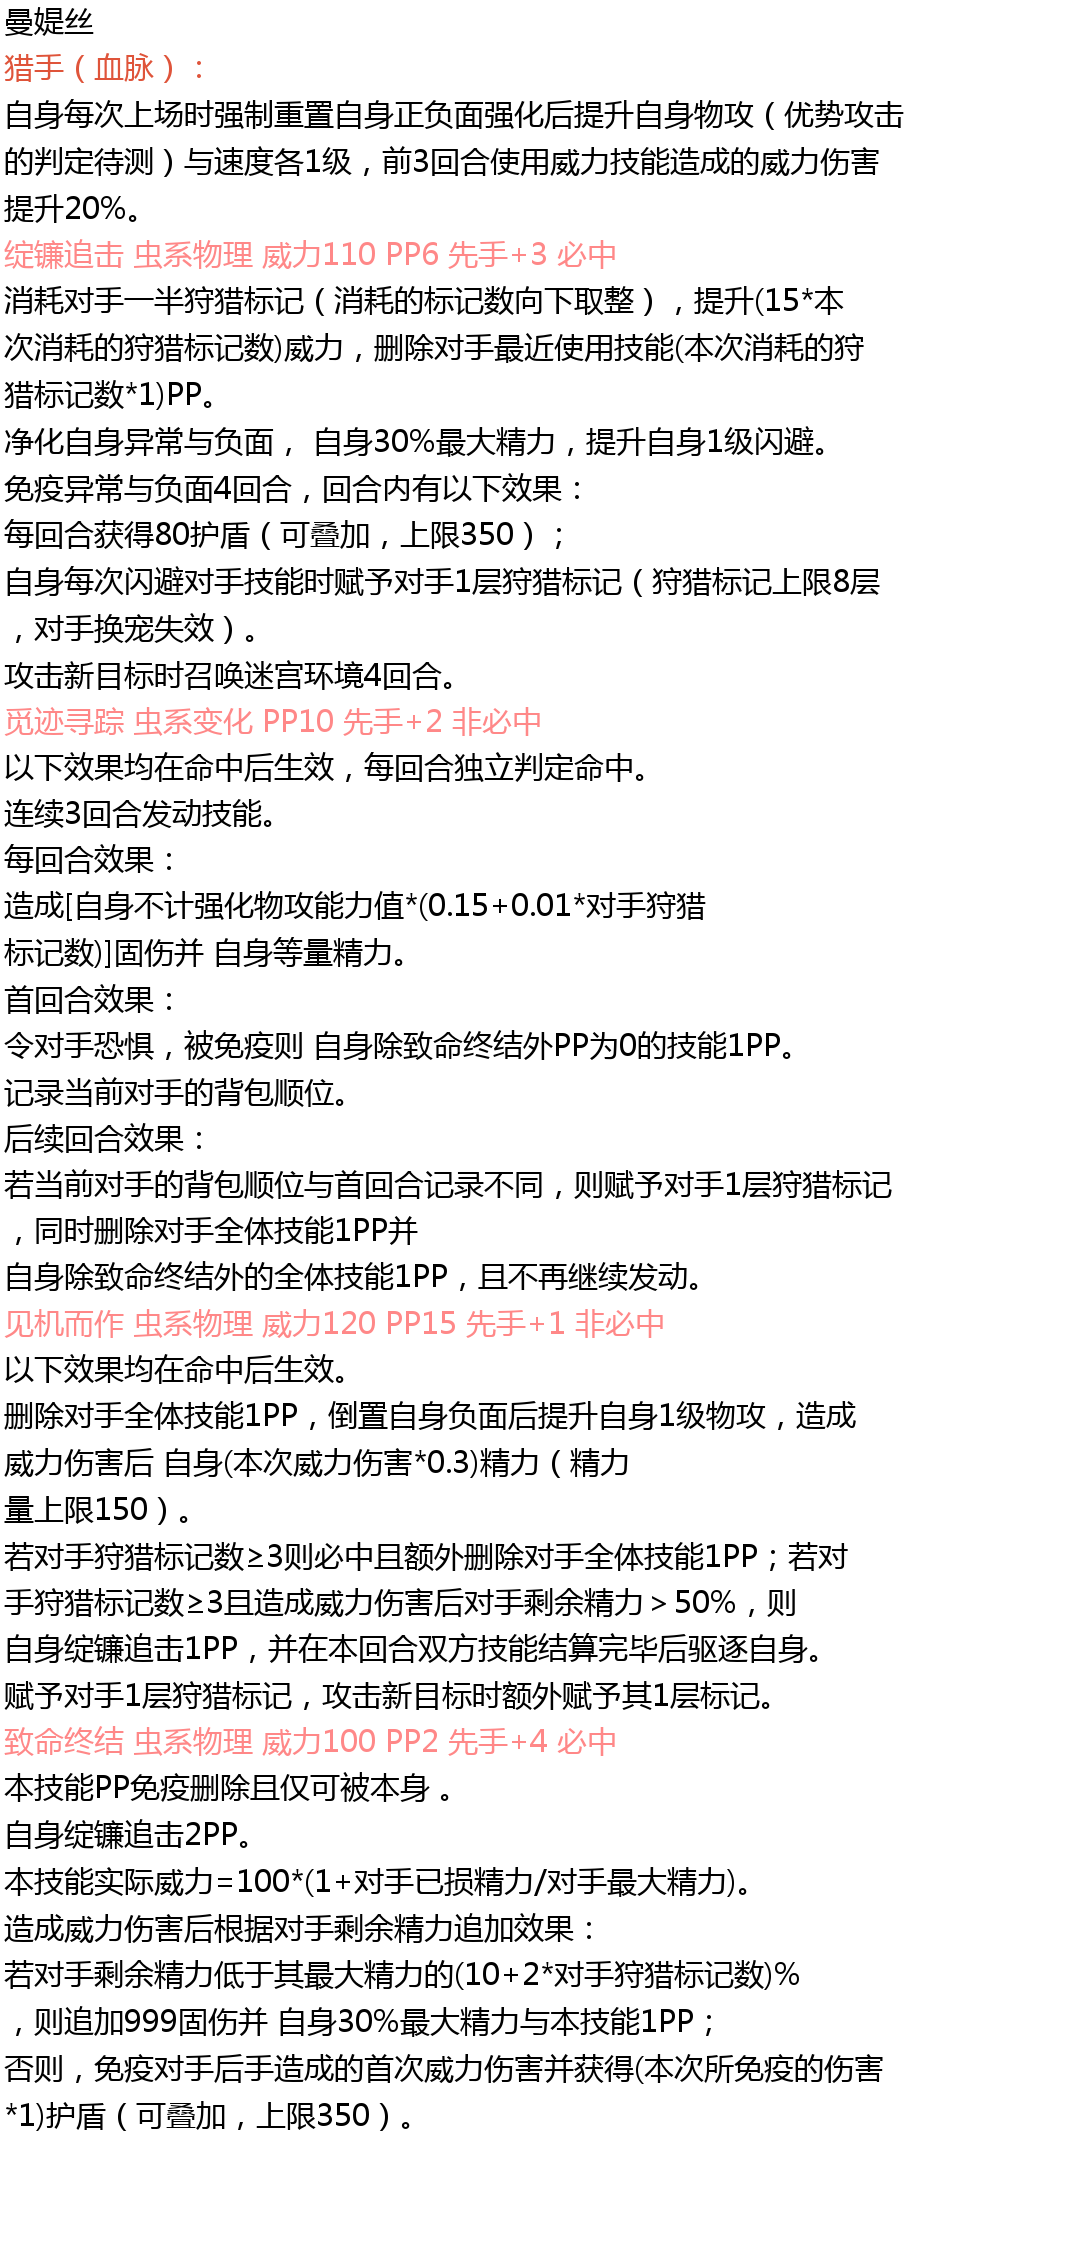 曼媞丝
猎手（血脉）：
自身每次上场时强制重置自身正负面强化后提升自身物攻（优势攻击
的判定待测）与速度各1级，前3回合使用威力技能造成的威力伤害
提升20%。
绽镰追击 虫系物理 威力110 PP6 先手+3 必中
消耗对手一半狩猎标记（消耗的标记数向下取整），提升(15*本
次消耗的狩猎标记数)威力，删除对手最近使用技能(本次消耗的狩
猎标记数*1)PP。
净化自身异常与负面， 自身30%最大精力，提升自身1级闪避。
免疫异常与负面4回合，回合内有以下效果：
每回合获得80护盾（可叠加，上限350）；
自身每次闪避对手技能时赋予对手1层狩猎标记（狩猎标记上限8层
，对手换宠失效）。
攻击新目标时召唤迷宫环境4回合。
觅迹寻踪 虫系变化 PP10 先手+2 非必中
以下效果均在命中后生效，每回合独立判定命中。
连续3回合发动技能。
每回合效果：
造成[自身不计强化物攻能力值*(0.15+0.01*对手狩猎
标记数)]固伤并 自身等量精力。
首回合效果：
令对手恐惧，被免疫则 自身除致命终结外PP为0的技能1PP。
记录当前对手的背包顺位。
后续回合效果：
若当前对手的背包顺位与首回合记录不同，则赋予对手1层狩猎标记
，同时删除对手全体技能1PP并
自身除致命终结外的全体技能1PP，且不再继续发动。
见机而作 虫系物理 威力120 PP15 先手+1 非必中
以下效果均在命中后生效。
删除对手全体技能1PP，倒置自身负面后提升自身1级物攻，造成
威力伤害后 自身(本次威力伤害*0.3)精力（精力
量上限150）。
若对手狩猎标记数≥3则必中且额外删除对手全体技能1PP；若对
手狩猎标记数≥3且造成威力伤害后对手剩余精力＞50%，则
自身绽镰追击1PP，并在本回合双方技能结算完毕后驱逐自身。
赋予对手1层狩猎标记，攻击新目标时额外赋予其1层标记。
致命终结 虫系物理 威力100 PP2 先手+4 必中
本技能PP免疫删除且仅可被本身 。
自身绽镰追击2PP。
本技能实际威力=100*(1+对手已损精力/对手最大精力)。
造成威力伤害后根据对手剩余精力追加效果：
若对手剩余精力低于其最大精力的(10+2*对手狩猎标记数)%
，则追加999固伤并 自身30%最大精力与本技能1PP；
否则，免疫对手后手造成的首次威力伤害并获得(本次所免疫的伤害
*1)护盾（可叠加，上限350）。